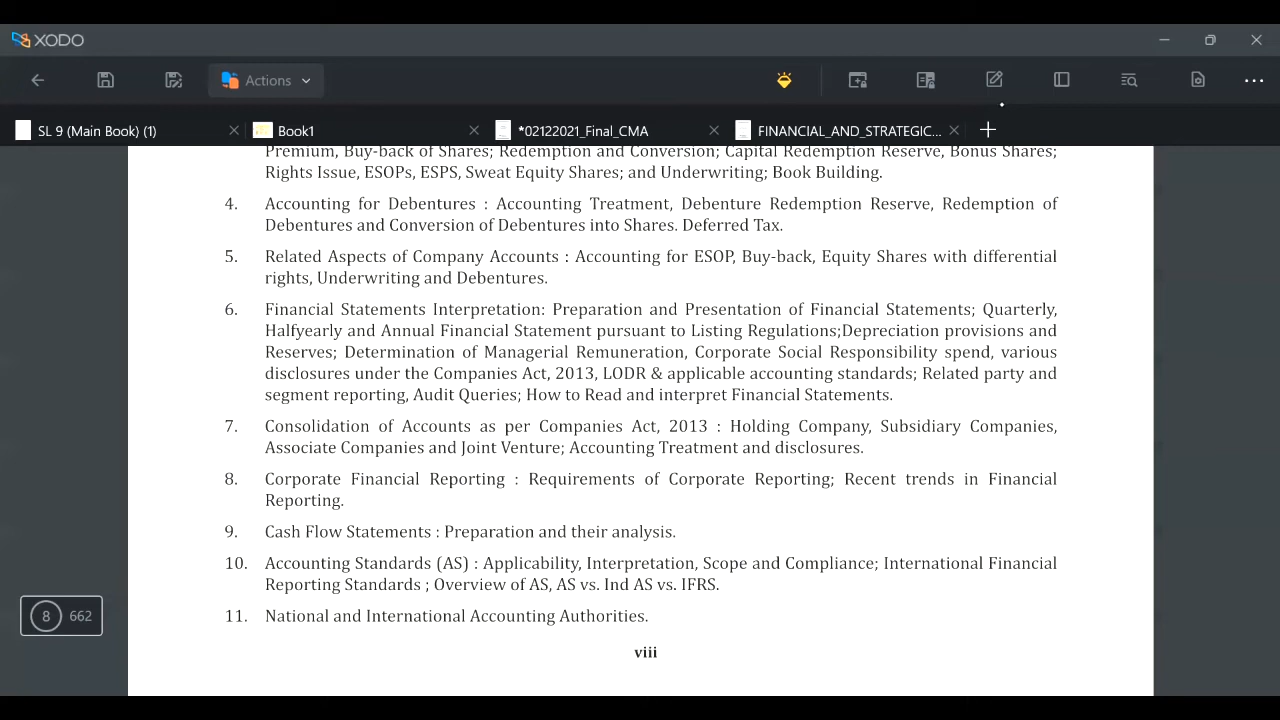 XODO
Actions
SL 9 (Main Book) (1)
Book1
*02122021_Final_CMA
FINANCIAL_AND_STRATEGIC...
Premium, Buy-back of Shares; Redemption and Conversion; Capital Redemption Reserve, Bonus Shares;
Rights Issue, ESOPs, ESPS, Sweat Equity Shares; and Underwriting; Book Building.
4. Accounting for Debentures : Accounting Treatment, Debenture Redemption Reserve, Redemption of
Debentures and Conversion of Debentures into Shares. Deferred Tax.
5. Related Aspects of Company Accounts : Accounting for ESOP, Buy-back, Equity Shares with differential
rights, Underwriting and Debentures.
6. Financial Statements Interpretation: Preparation and Presentation of Financial Statements; Quarterly,
Halfyearly and Annual Financial Statement pursuant to Listing Regulations;Depreciation provisions and
Reserves; Determination of Managerial Remuneration, Corporate Social Responsibility spend, various
disclosures under the Companies Act, 2013, LODR & applicable accounting standards; Related party and
segment reporting, Audit Queries; How to Read and interpret Financial Statements.
7. Consolidation of Accounts as per Companies Act, 2013 : Holding Company, Subsidiary Companies,
Associate Companies and Joint Venture; Accounting Treatment and disclosures.
8. Corporate Financial Reporting : Requirements of Corporate Reporting; Recent trends in Financial
Reporting.
9. Cash Flow Statements : Preparation and their analysis.
10. Accounting Standards (AS) : Applicability, Interpretation, Scope and Compliance; International Financial
Reporting Standards ; Overview of AS, AS vs. Ind AS vs. IFRS.
11. National and International Accounting Authorities.
8 662
viii